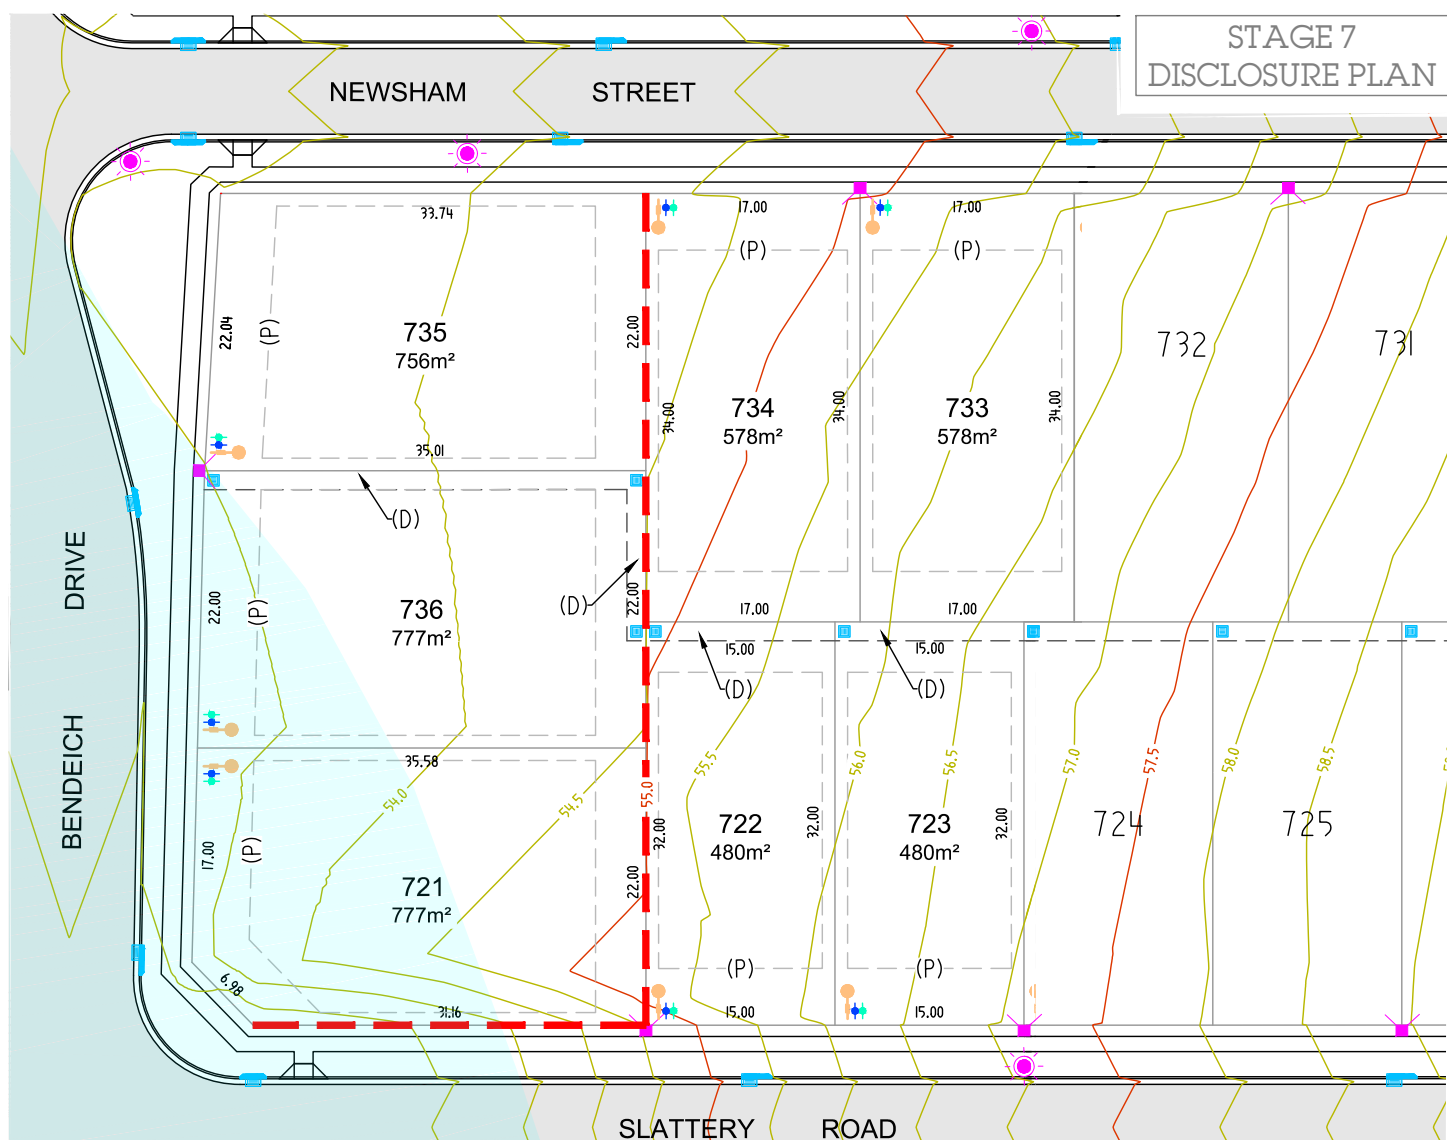 STAGE 7
DISCLOSURE PLAN
NEWSHAM STREET
33.74
17.00
17.00
(P)
(P)
735
756m²
22.04
(P)
22.00
732
731
734
578m²
34.00
34.00
733
578m²
34.00
35.01
(D)
DRIVE
22.00
(P)
736
777m²
(D)
22.00
17.00
17.00
15.00
15.00
(D)
(D)
35.58
54.0
54.5
55.0
55.5
56.0
56.5
57.0
57.5
58.0
58.5
BENDEICH
17.00
(P)
721
777m²
22.00
32.00
722
480m²
32.00
723
480m²
32.00
724
725
6.98
(P)
(P)
31.16
15.00
15.00
SLATTERY ROAD